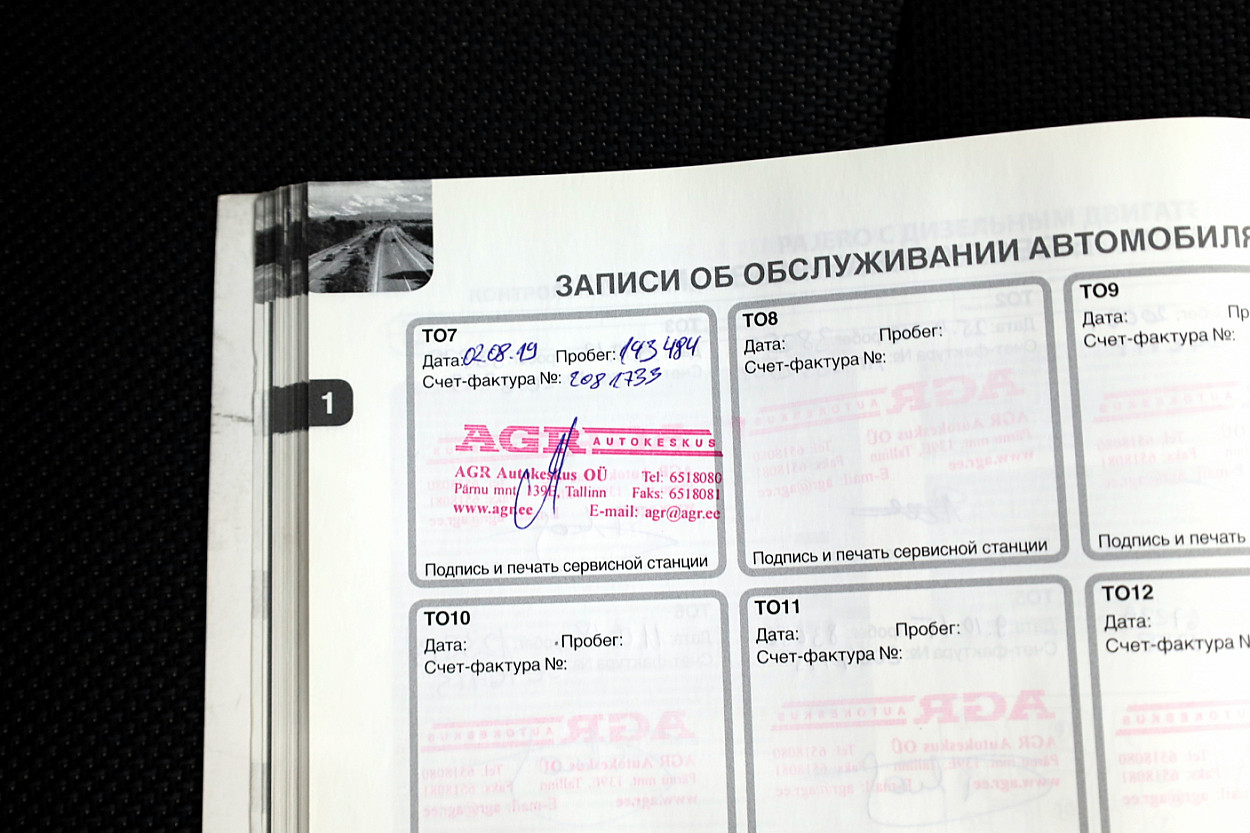 ЗАПИСИ ОБ ОБСЛУЖИВАНИИ АВТОМОБИЛЯ
1
ТО7
Дата: 02.08.19 Пробег: 143 484
Счет-фактура №: 2081733
AGR AUTOKESKUS
AGR Autokeskus OÜ Tel: 6518080
Pärnu mnt 139E, Tallinn Faks: 6518081
www.agr.ee E-mail: agr@agr.ee
Подпись и печать сервисной станции
ТО8
Дата: Пробег:
Счет-фактура №:
Подпись и печать сервисной станции
ТО9
Дата: Пр
Счет-фактура №:
Подпись и печать
ТО10
Дата: Пробег:
Счет-фактура №:
ТО11
Дата: Пробег:
Счет-фактура №:
ТО12
Дата:
Счет-фактура №